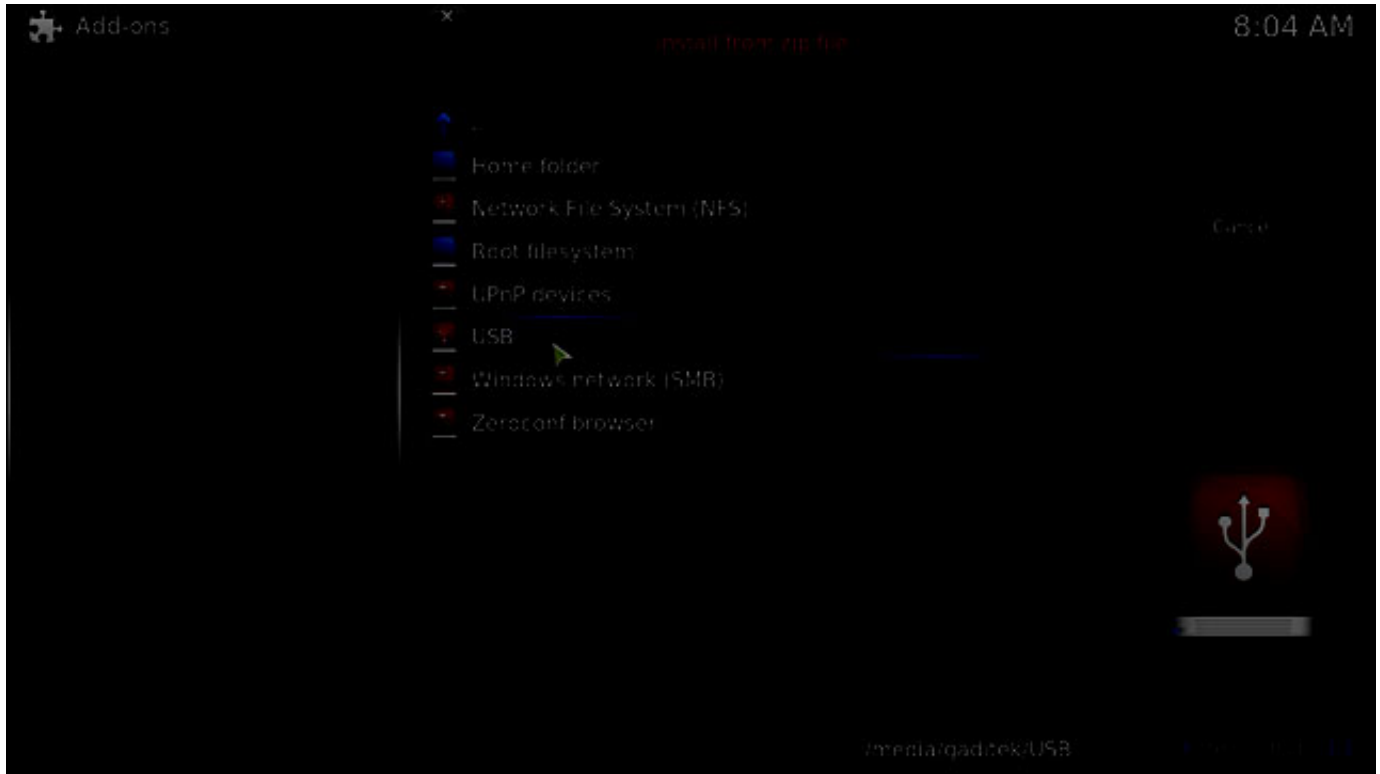 Add-ons
8:04 AM
Install from zip file
..
Home folder
Network File System (NFS)
Root filesystem
UPnP devices
USB
Windows network (SMB)
Zeroconf browser
Cancel
/media/gaditek/USB